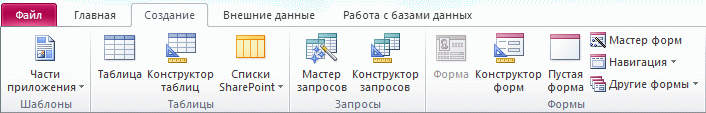 Файл Главная Создание Внешние данные Работа с базами данных
Части приложения
Таблица
Конструктор таблиц
Списки SharePoint
Мастер запросов
Конструктор запросов
Форма
Конструктор форм
Пустая форма
Мастер форм
Навигация
Другие формы
Шаблоны Таблицы Запросы Формы